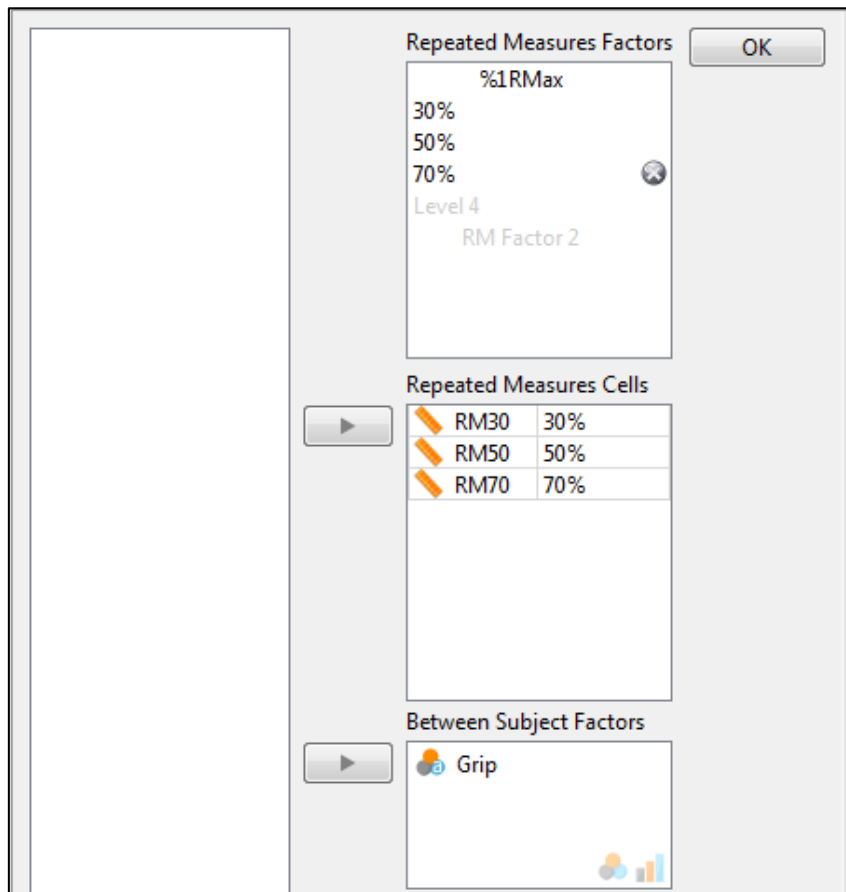 Repeated Measures Factors
OK
%1RMax
30%
50%
70%
Level 4
RM Factor 2
Repeated Measures Cells
RM30 30%
RM50 50%
RM70 70%
Between Subject Factors
a Grip